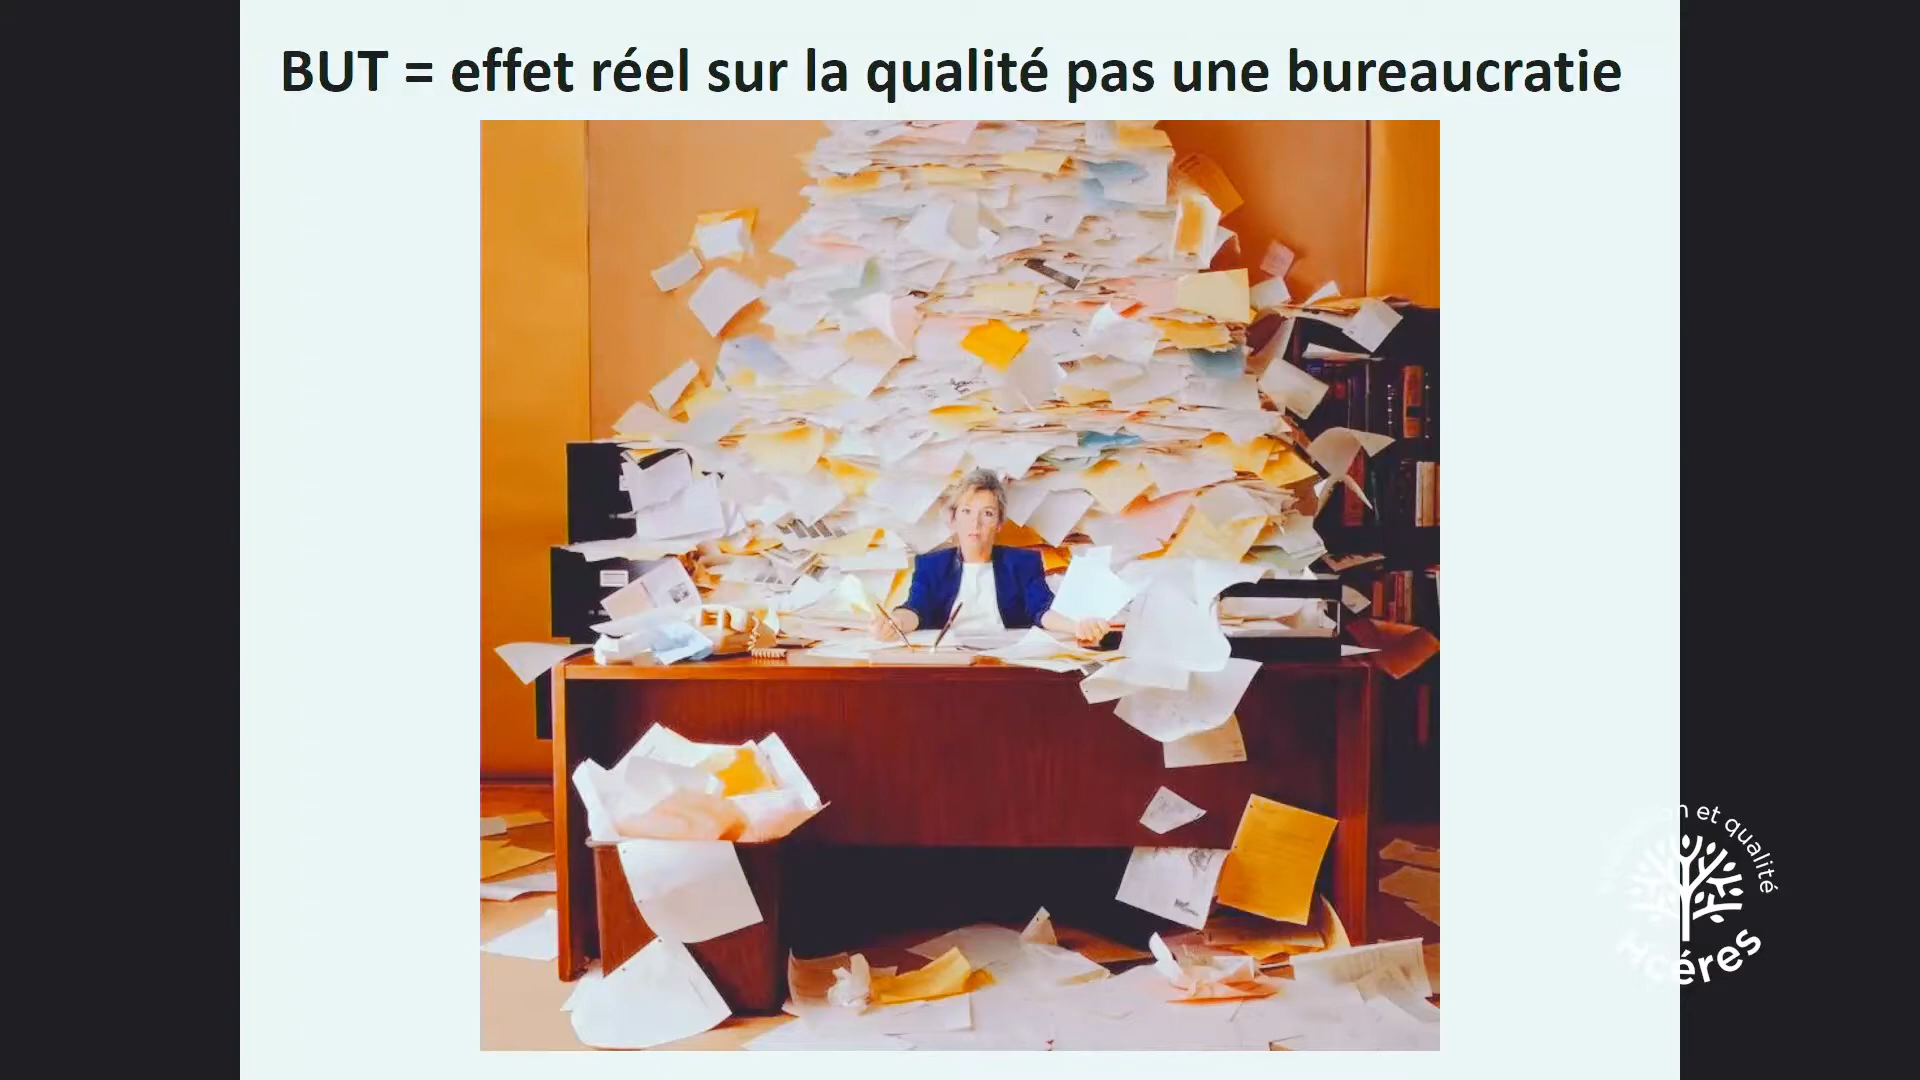 BUT = effet réel sur la qualité pas une bureaucratie
et qualité
Hcéres